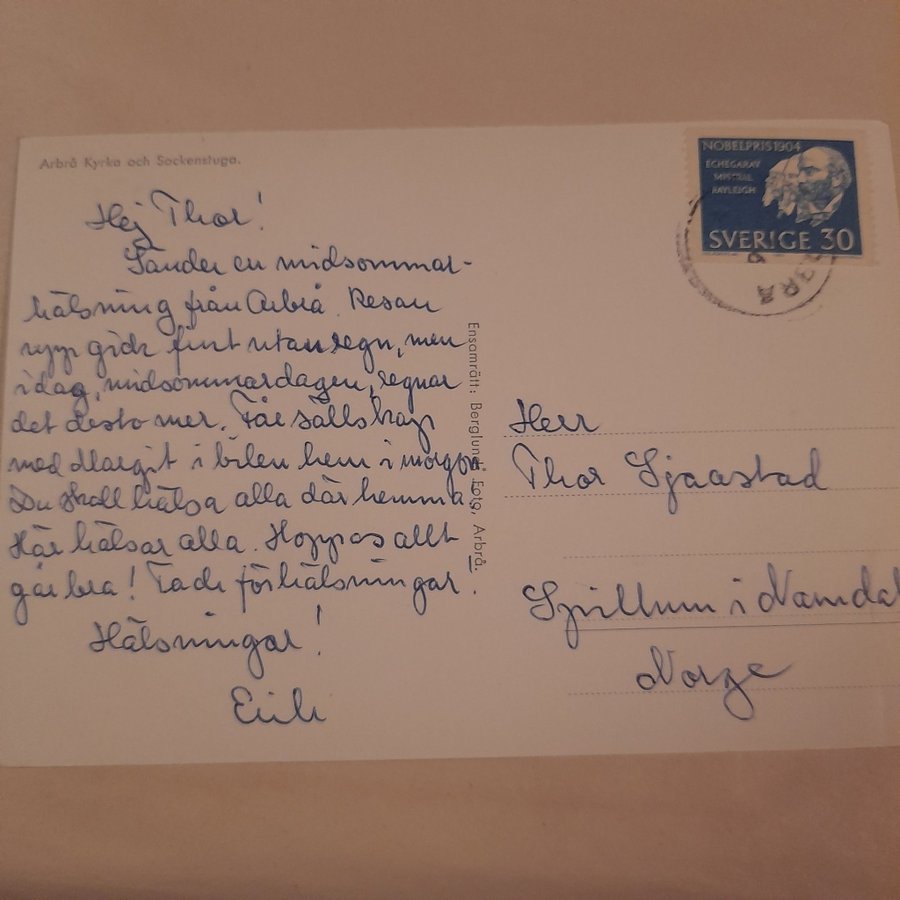 Arbrå Kyrka och Sockenstuga.
Hej Thor!
Sänder en midsommar-
hälsning från Arbrå. Resan
upp gick fint utan regn, men
idag, midsommardagen, regnar
det desto mer. Får sällskap
med Margit i bilen hem i morgon.
Du skall hälsa alla där hemma.
Här hälsar alla. Hoppas allt
går bra! Tack för hälsningar.
Hälsningar!
Erik
Ensamrätt: Berglunds Foto, Arbrå.
NOBELPRIS 1904
ECHEGARAY
MISTRAL
RAYLEIGH
SVERIGE 30
Herr
Thor Sjaastad
Spillum i Namdal
Norge